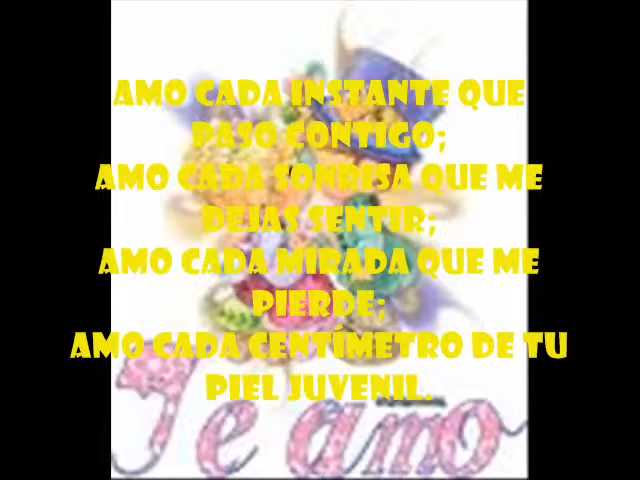 AMO CADA INSTANTE QUE
PASO CONTIGO;
AMO CADA SONRISA QUE ME
DEJAS SENTIR;
AMO CADA MIRADA QUE ME
PIERDE;
AMO CADA CENTÍMETRO DE TU
PIEL JUVENIL.
Te amo